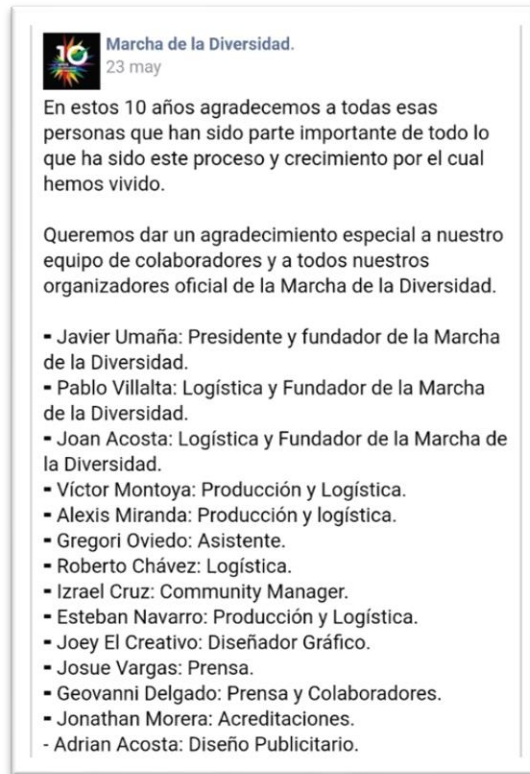 10
Marcha de la Diversidad.
23 may
En estos 10 años agradecemos a todas esas
personas que han sido parte importante de todo lo
que ha sido este proceso y crecimiento por el cual
hemos vivido.
Queremos dar un agradecimiento especial a nuestro
equipo de colaboradores y a todos nuestros
organizadores oficial de la Marcha de la Diversidad.
- Javier Umaña: Presidente y fundador de la Marcha
de la Diversidad.
- Pablo Villalta: Logística y Fundador de la Marcha
de la Diversidad.
- Joan Acosta: Logística y Fundador de la Marcha de
la Diversidad.
- Víctor Montoya: Producción y Logística.
- Alexis Miranda: Producción y logística.
- Gregori Oviedo: Asistente.
- Roberto Chávez: Logística.
- Izrael Cruz: Community Manager.
- Esteban Navarro: Producción y Logística.
- Joey El Creativo: Diseñador Gráfico.
- Josue Vargas: Prensa.
- Geovanni Delgado: Prensa y Colaboradores.
- Jonathan Morera: Acreditaciones.
- Adrian Acosta: Diseño Publicitario.